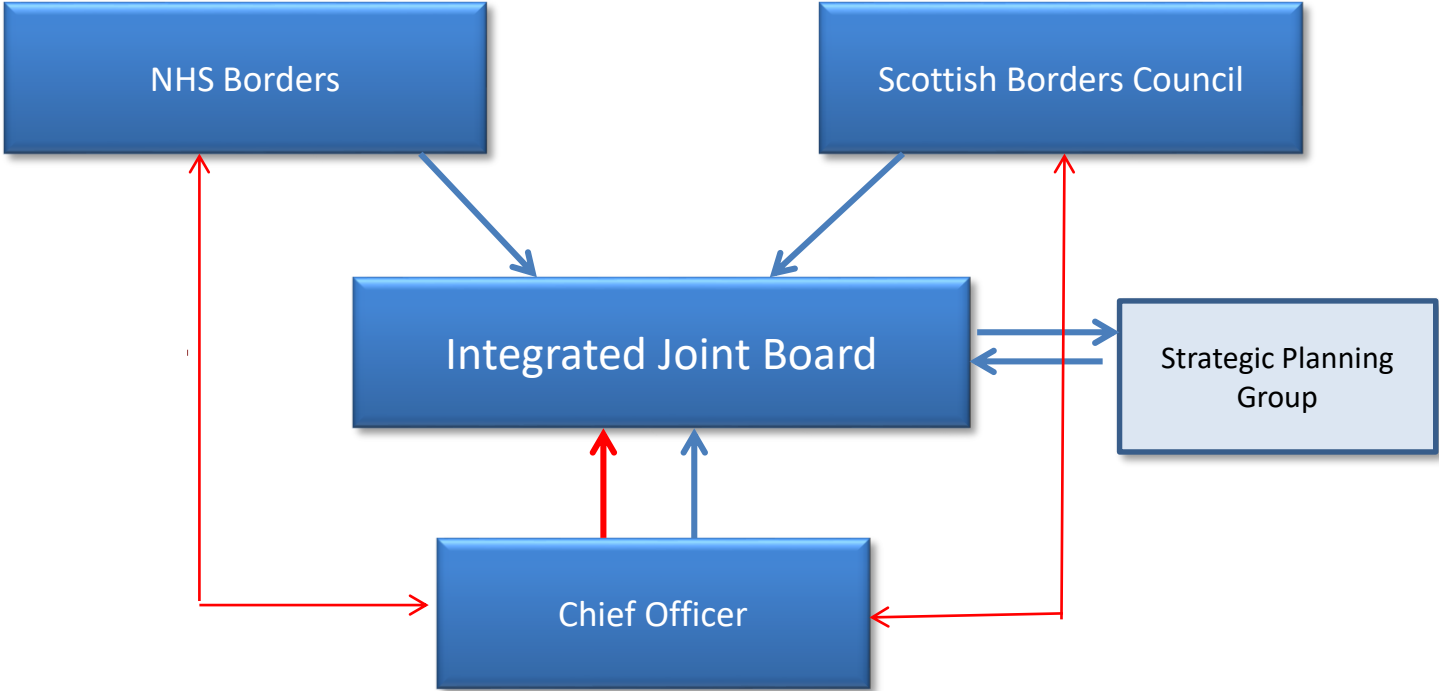 NHS Borders
Scottish Borders Council
Integrated Joint Board
Strategic Planning
Group
Chief Officer